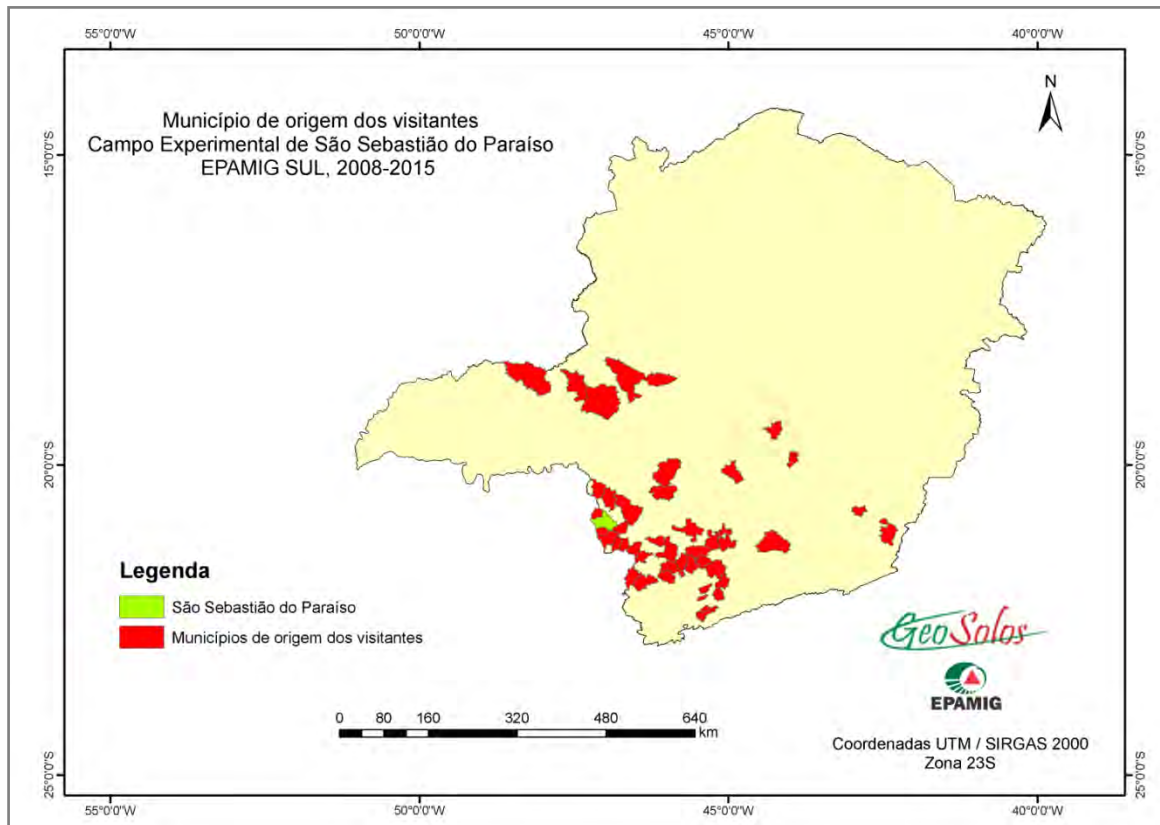 55°0'0"W 50°0'0"W 45°0'0"W 40°0'0"W
N
Município de origem dos visitantes
Campo Experimental de São Sebastião do Paraíso
EPAMIG SUL, 2008-2015
15°0'0"S 15°0'0"S
20°0'0"S 20°0'0"S
Legenda
São Sebastião do Paraíso
Municípios de origem dos visitantes
GeoSolos
EPAMIG
0 80 160 320 480 640
km
Coordenadas UTM / SIRGAS 2000
Zona 23S
25°0'0"S 25°0'0"S
55°0'0"W 50°0'0"W 45°0'0"W 40°0'0"W